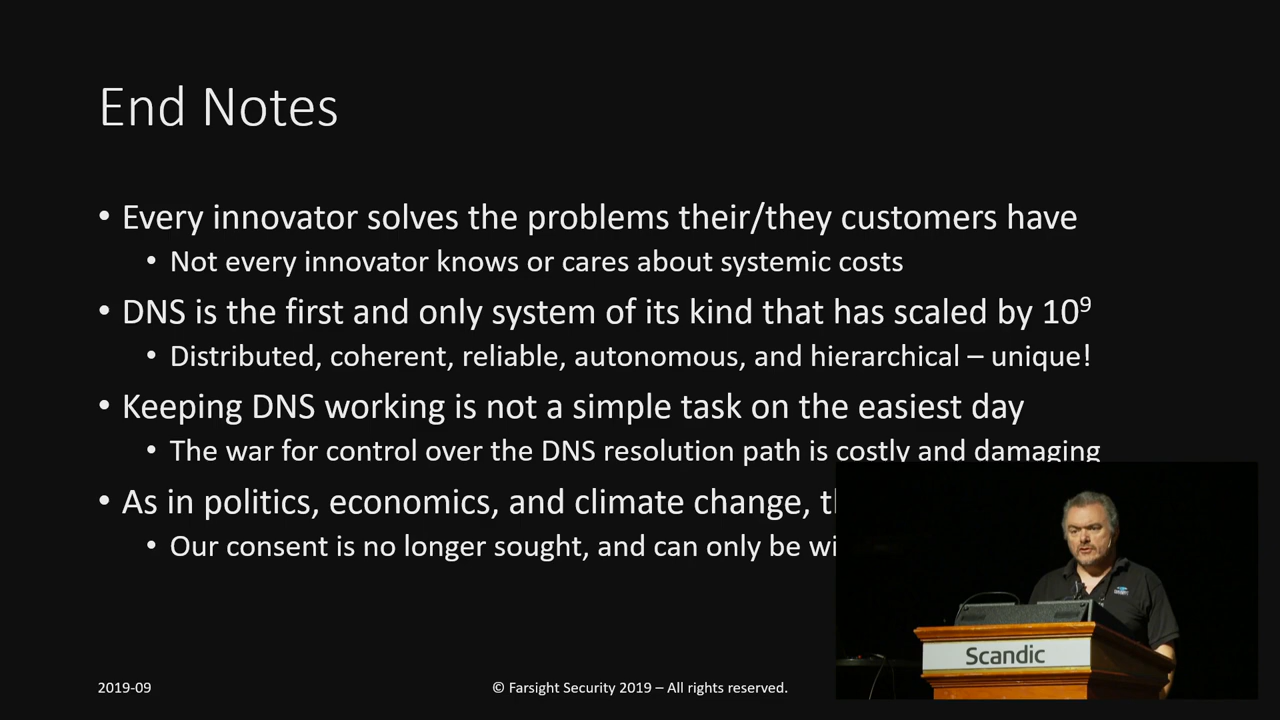 End Notes
• Every innovator solves the problems their/they customers have
• Not every innovator knows or cares about systemic costs
• DNS is the first and only system of its kind that has scaled by 10⁹
• Distributed, coherent, reliable, autonomous, and hierarchical – unique!
• Keeping DNS working is not a simple task on the easiest day
• The war for control over the DNS resolution path is costly and damaging
• As in politics, economics, and climate change,
• Our consent is no longer sought, and can only be
Scandic
2019-09
© Farsight Security 2019 – All rights reserved.